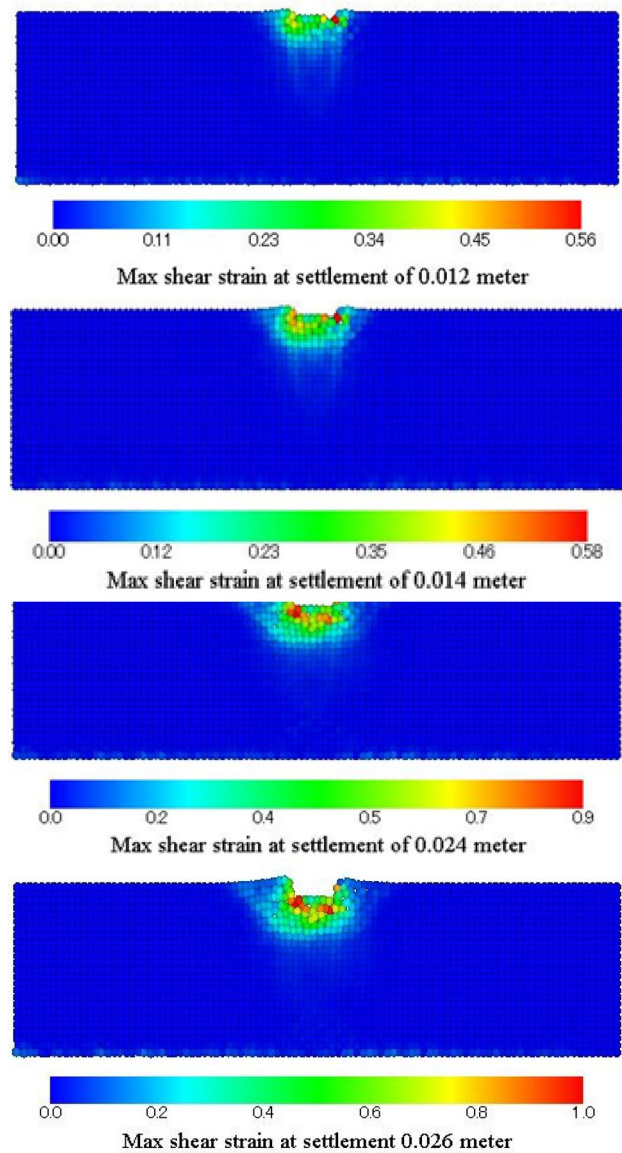 0.00 0.11 0.23 0.34 0.45 0.56
Max shear strain at settlement of 0.012 meter
0.00 0.12 0.23 0.35 0.46 0.58
Max shear strain at settlement of 0.014 meter
0.0 0.2 0.4 0.5 0.7 0.9
Max shear strain at settlement of 0.024 meter
0.0 0.2 0.4 0.6 0.8 1.0
Max shear strain at settlement 0.026 meter